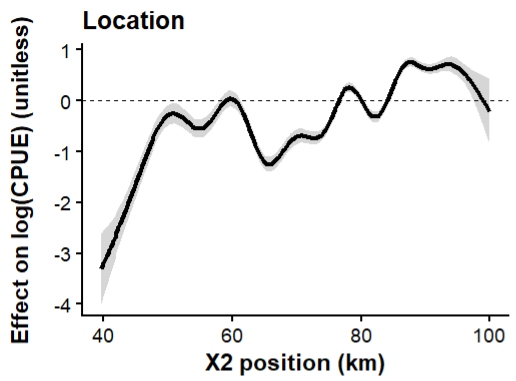 Location
Effect on log(CPUE) (unitless)
1
0
-1
-2
-3
-4
40 60 80 100
X2 position (km)